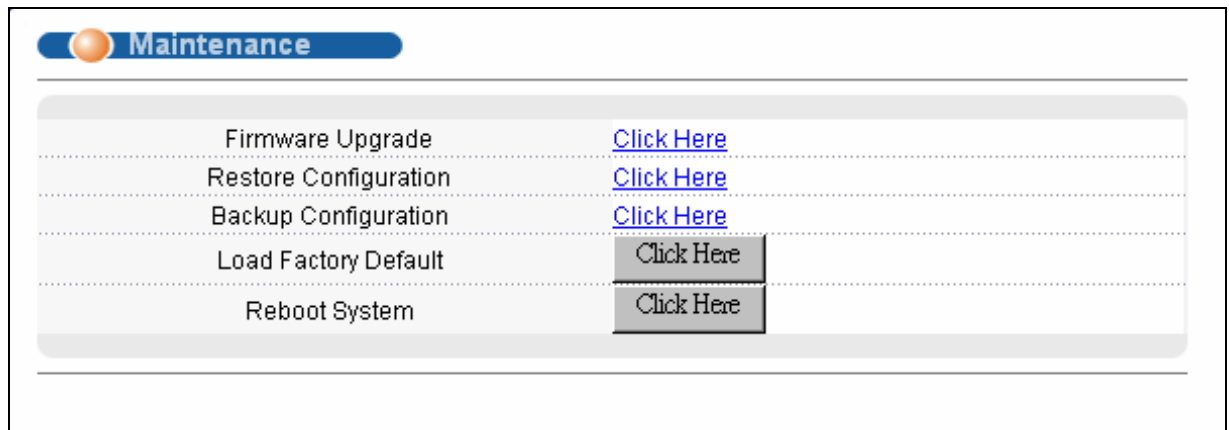 Maintenance
Firmware Upgrade Click Here
Restore Configuration Click Here
Backup Configuration Click Here
Load Factory Default Click Here
Reboot System Click Here